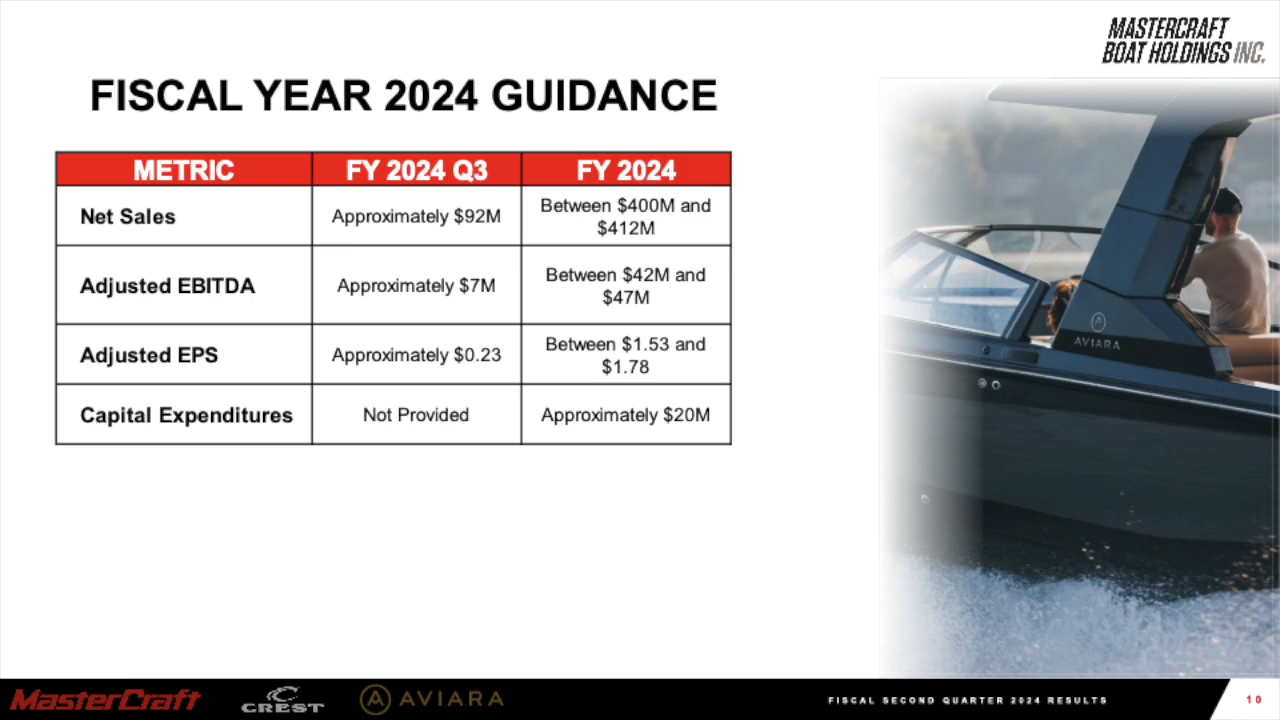 MASTERCRAFT
BOAT HOLDINGS INC.
FISCAL YEAR 2024 GUIDANCE
METRIC FY 2024 Q3 FY 2024
Net Sales Approximately $92M Between $400M and
$412M
Adjusted EBITDA Approximately $7M Between $42M and
$47M
Adjusted EPS Approximately $0.23 Between $1.53 and
$1.78
Capital Expenditures Not Provided Approximately $20M
AVIARA
MasterCraft CREST AVIARA FISCAL SECOND QUARTER 2024 RESULTS 10